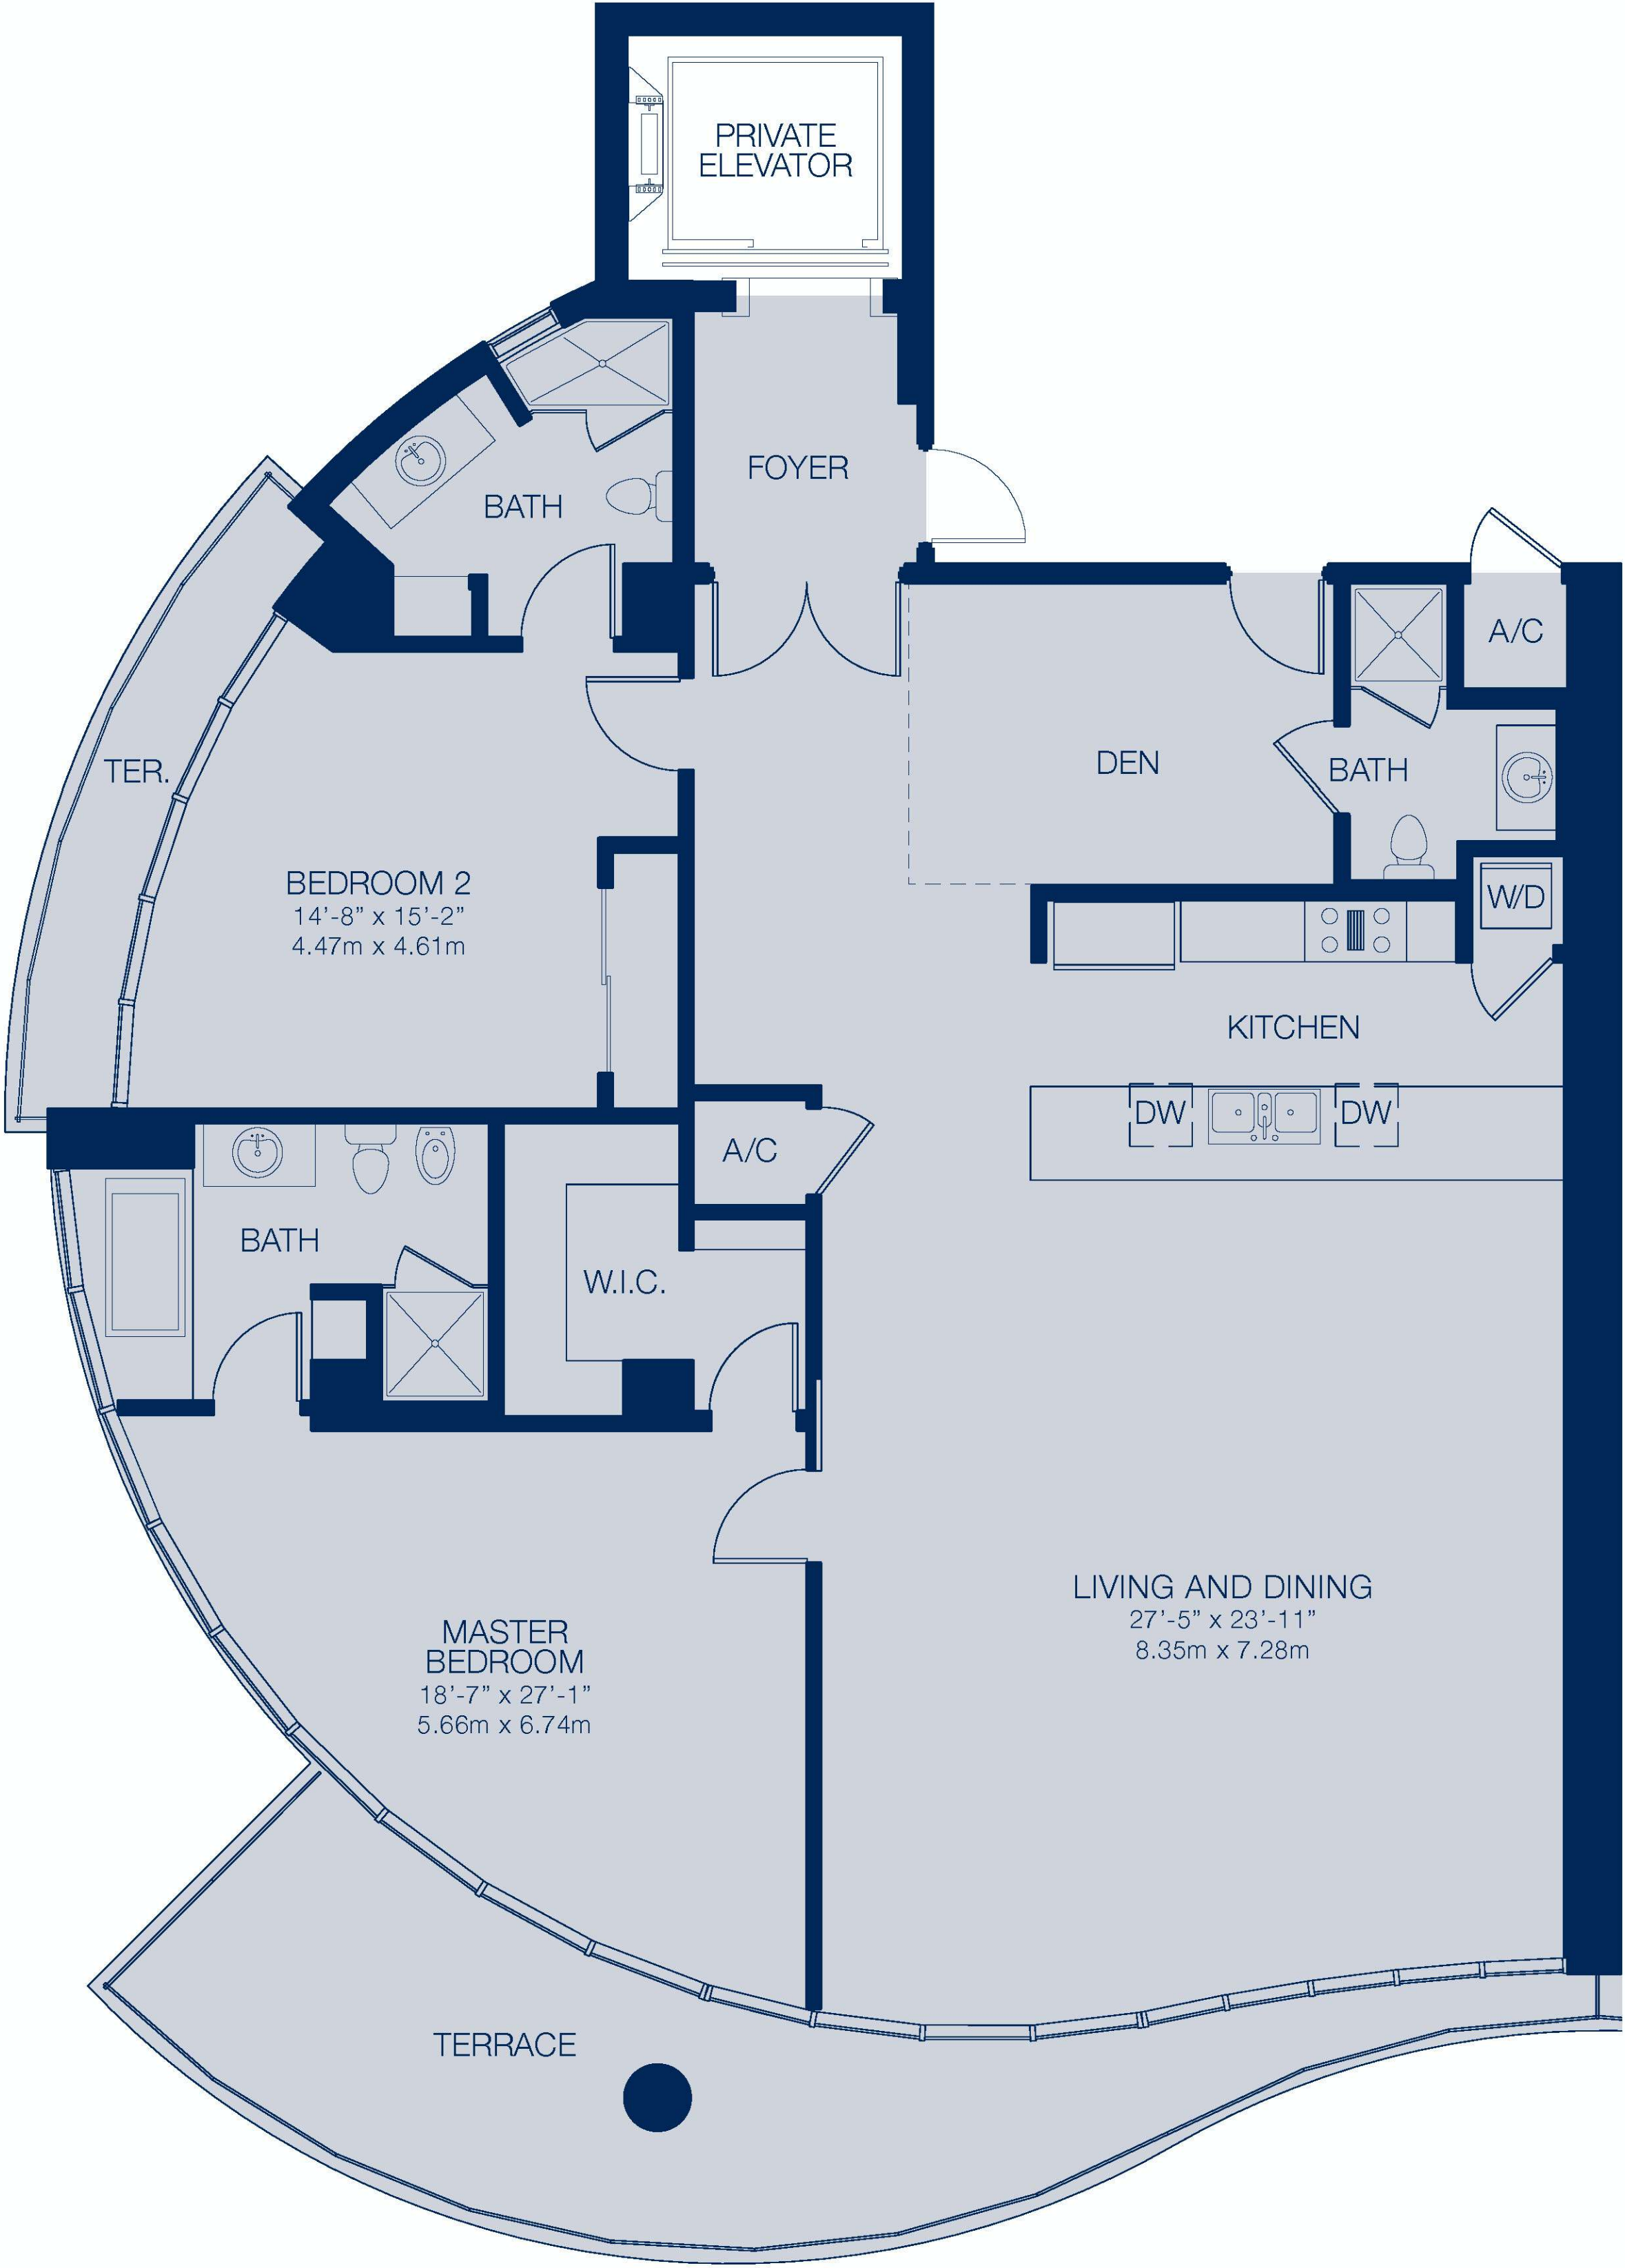 PRIVATE
ELEVATOR
FOYER
BATH
A/C
TER.
DEN
BATH
BEDROOM 2
14'-8” x 15'-2”
4.47m x 4.61m
W/D
KITCHEN
DW
DW
A/C
BATH
W.I.C.
LIVING AND DINING
27'-5” x 23'-11”
8.35m x 7.28m
MASTER
BEDROOM
18'-7” x 27'-1”
5.66m x 6.74m
TERRACE